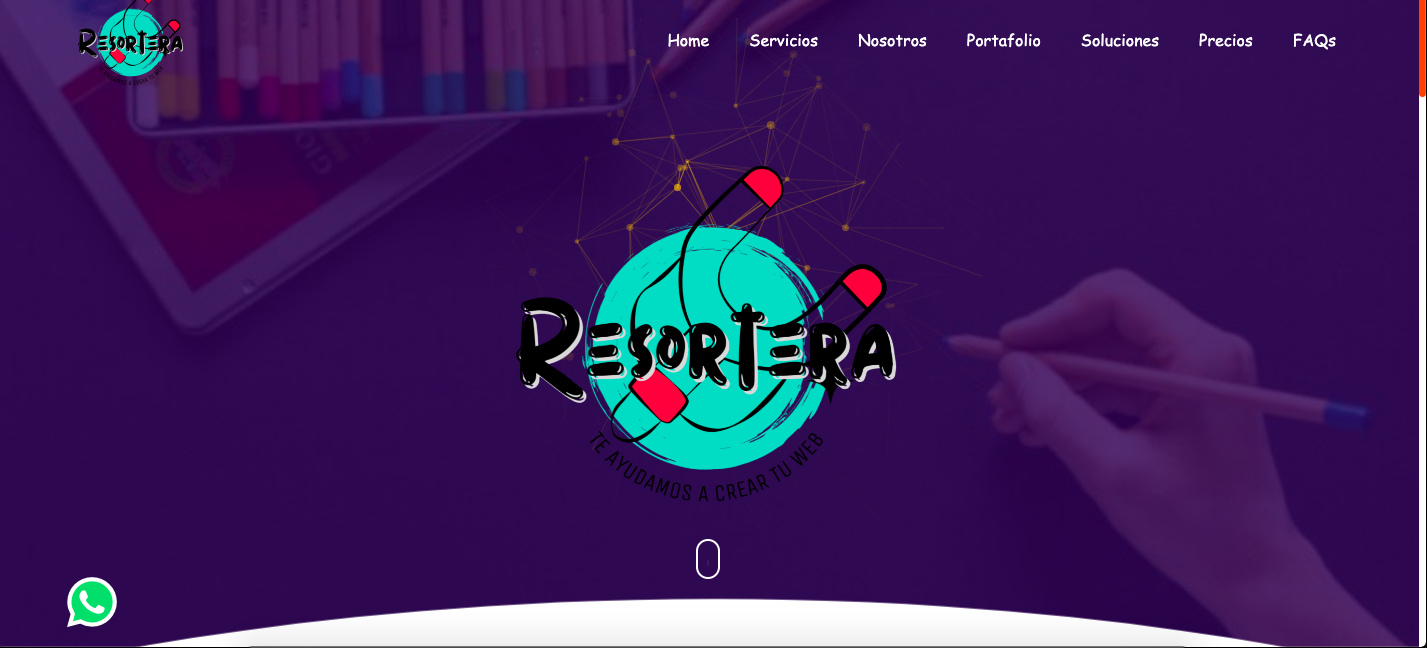 RESORTERA
Home Servicios Nosotros Portafolio Soluciones Precios FAQs
RESORTERA
TE AYUDAMOS A CREAR TU WEB